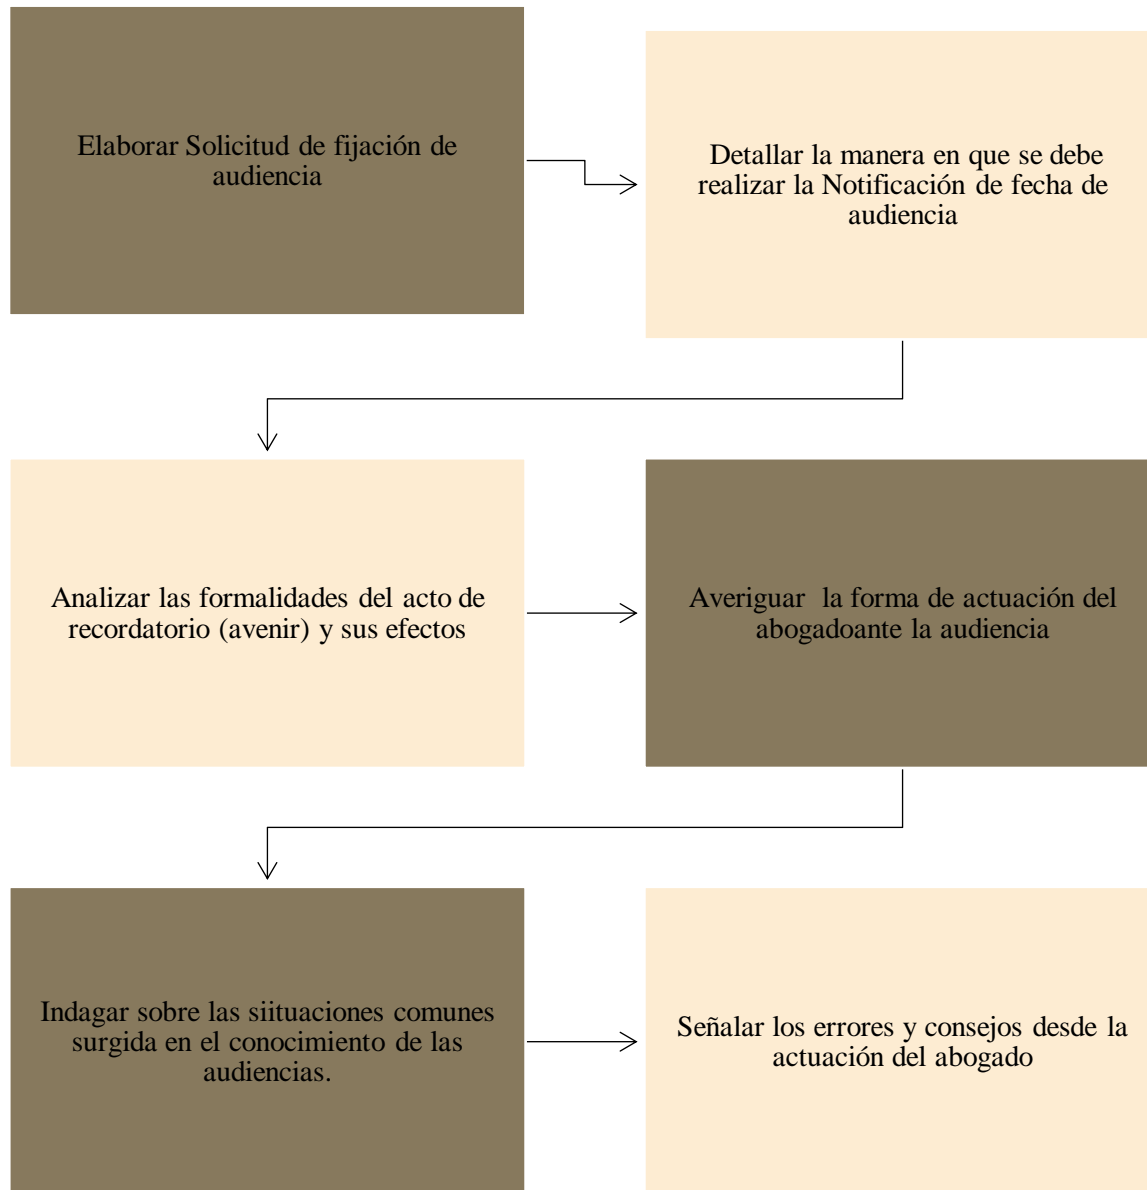 Elaborar Solicitud de fijación de
audiencia
Detallar la manera en que se debe
realizar la Notificación de fecha de
audiencia
Analizar las formalidades del acto de
recordatorio (avenir) y sus efectos
Averiguar  la forma de actuación del
abogadoante la audiencia
Indagar sobre las siituaciones comunes
surgida en el conocimiento de las
audiencias.
Señalar los errores y consejos desde la
actuación del abogado